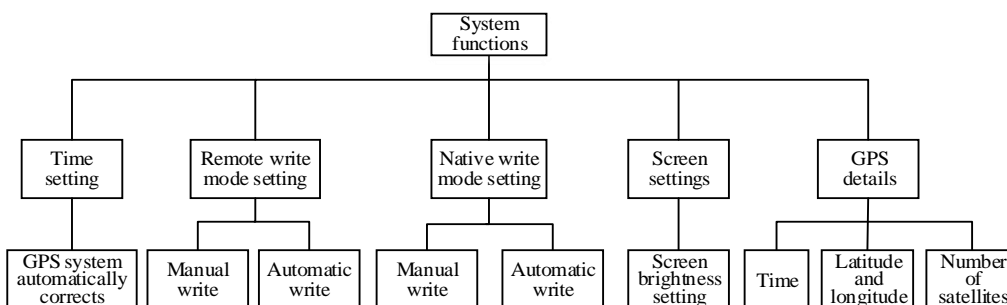 System
functions
Time
setting
Remote write
mode setting
Native write
mode setting
Screen
settings
GPS
details
GPS system
automatically
corrects
Manual
write
Automatic
write
Manual
write
Automatic
write
Screen
brightness
setting
Time
Latitude
and
longitude
Number
of
satellites